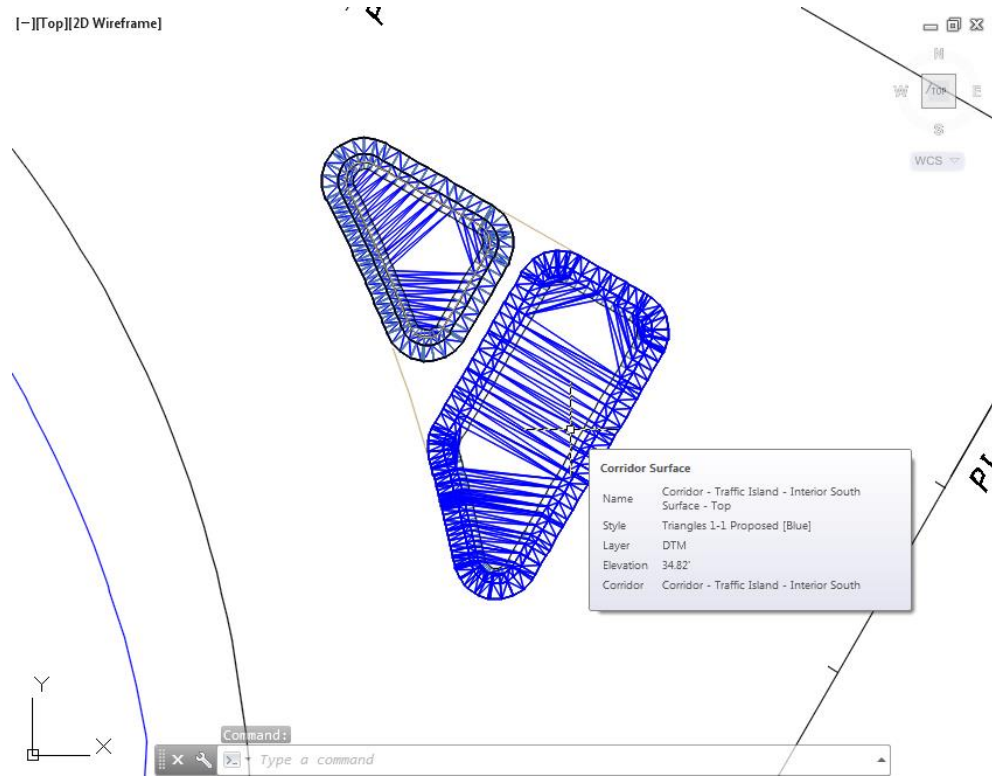 [−][Top][2D Wireframe]
N
W
TOP
E
S
WCS
Corridor Surface
Name Corridor - Traffic Island - Interior South
Surface - Top
Style Triangles 1-1 Proposed [Blue]
Layer DTM
Elevation 34.82'
Corridor Corridor - Traffic Island - Interior South
Y
X
Command:
Type a command